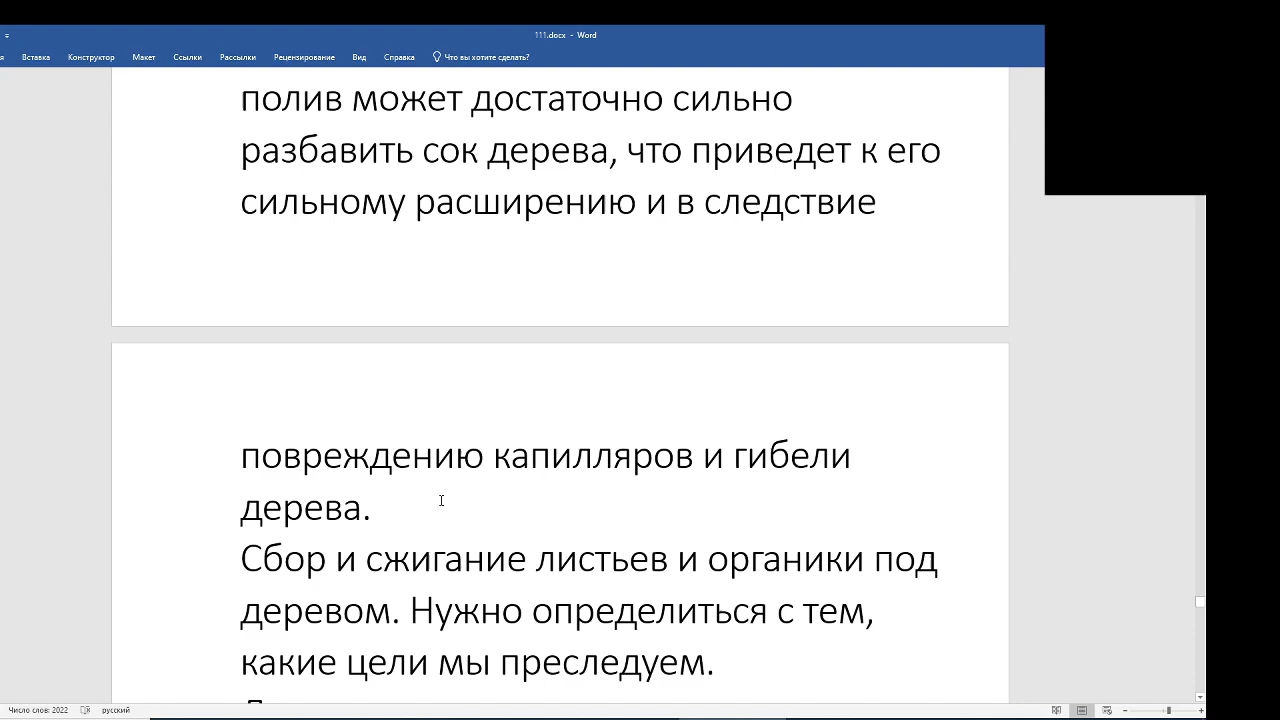 111.docx - Word
я Вставка Конструктор Макет Ссылки Рассылки Рецензирование Вид Справка Что вы хотите сделать?
полив может достаточно сильно
разбавить сок дерева, что приведет к его
сильному расширению и в следствие
повреждению капилляров и гибели
дерева.
Сбор и сжигание листьев и органики под
деревом. Нужно определиться с тем,
какие цели мы преследуем.
Число слов: 2022 русский